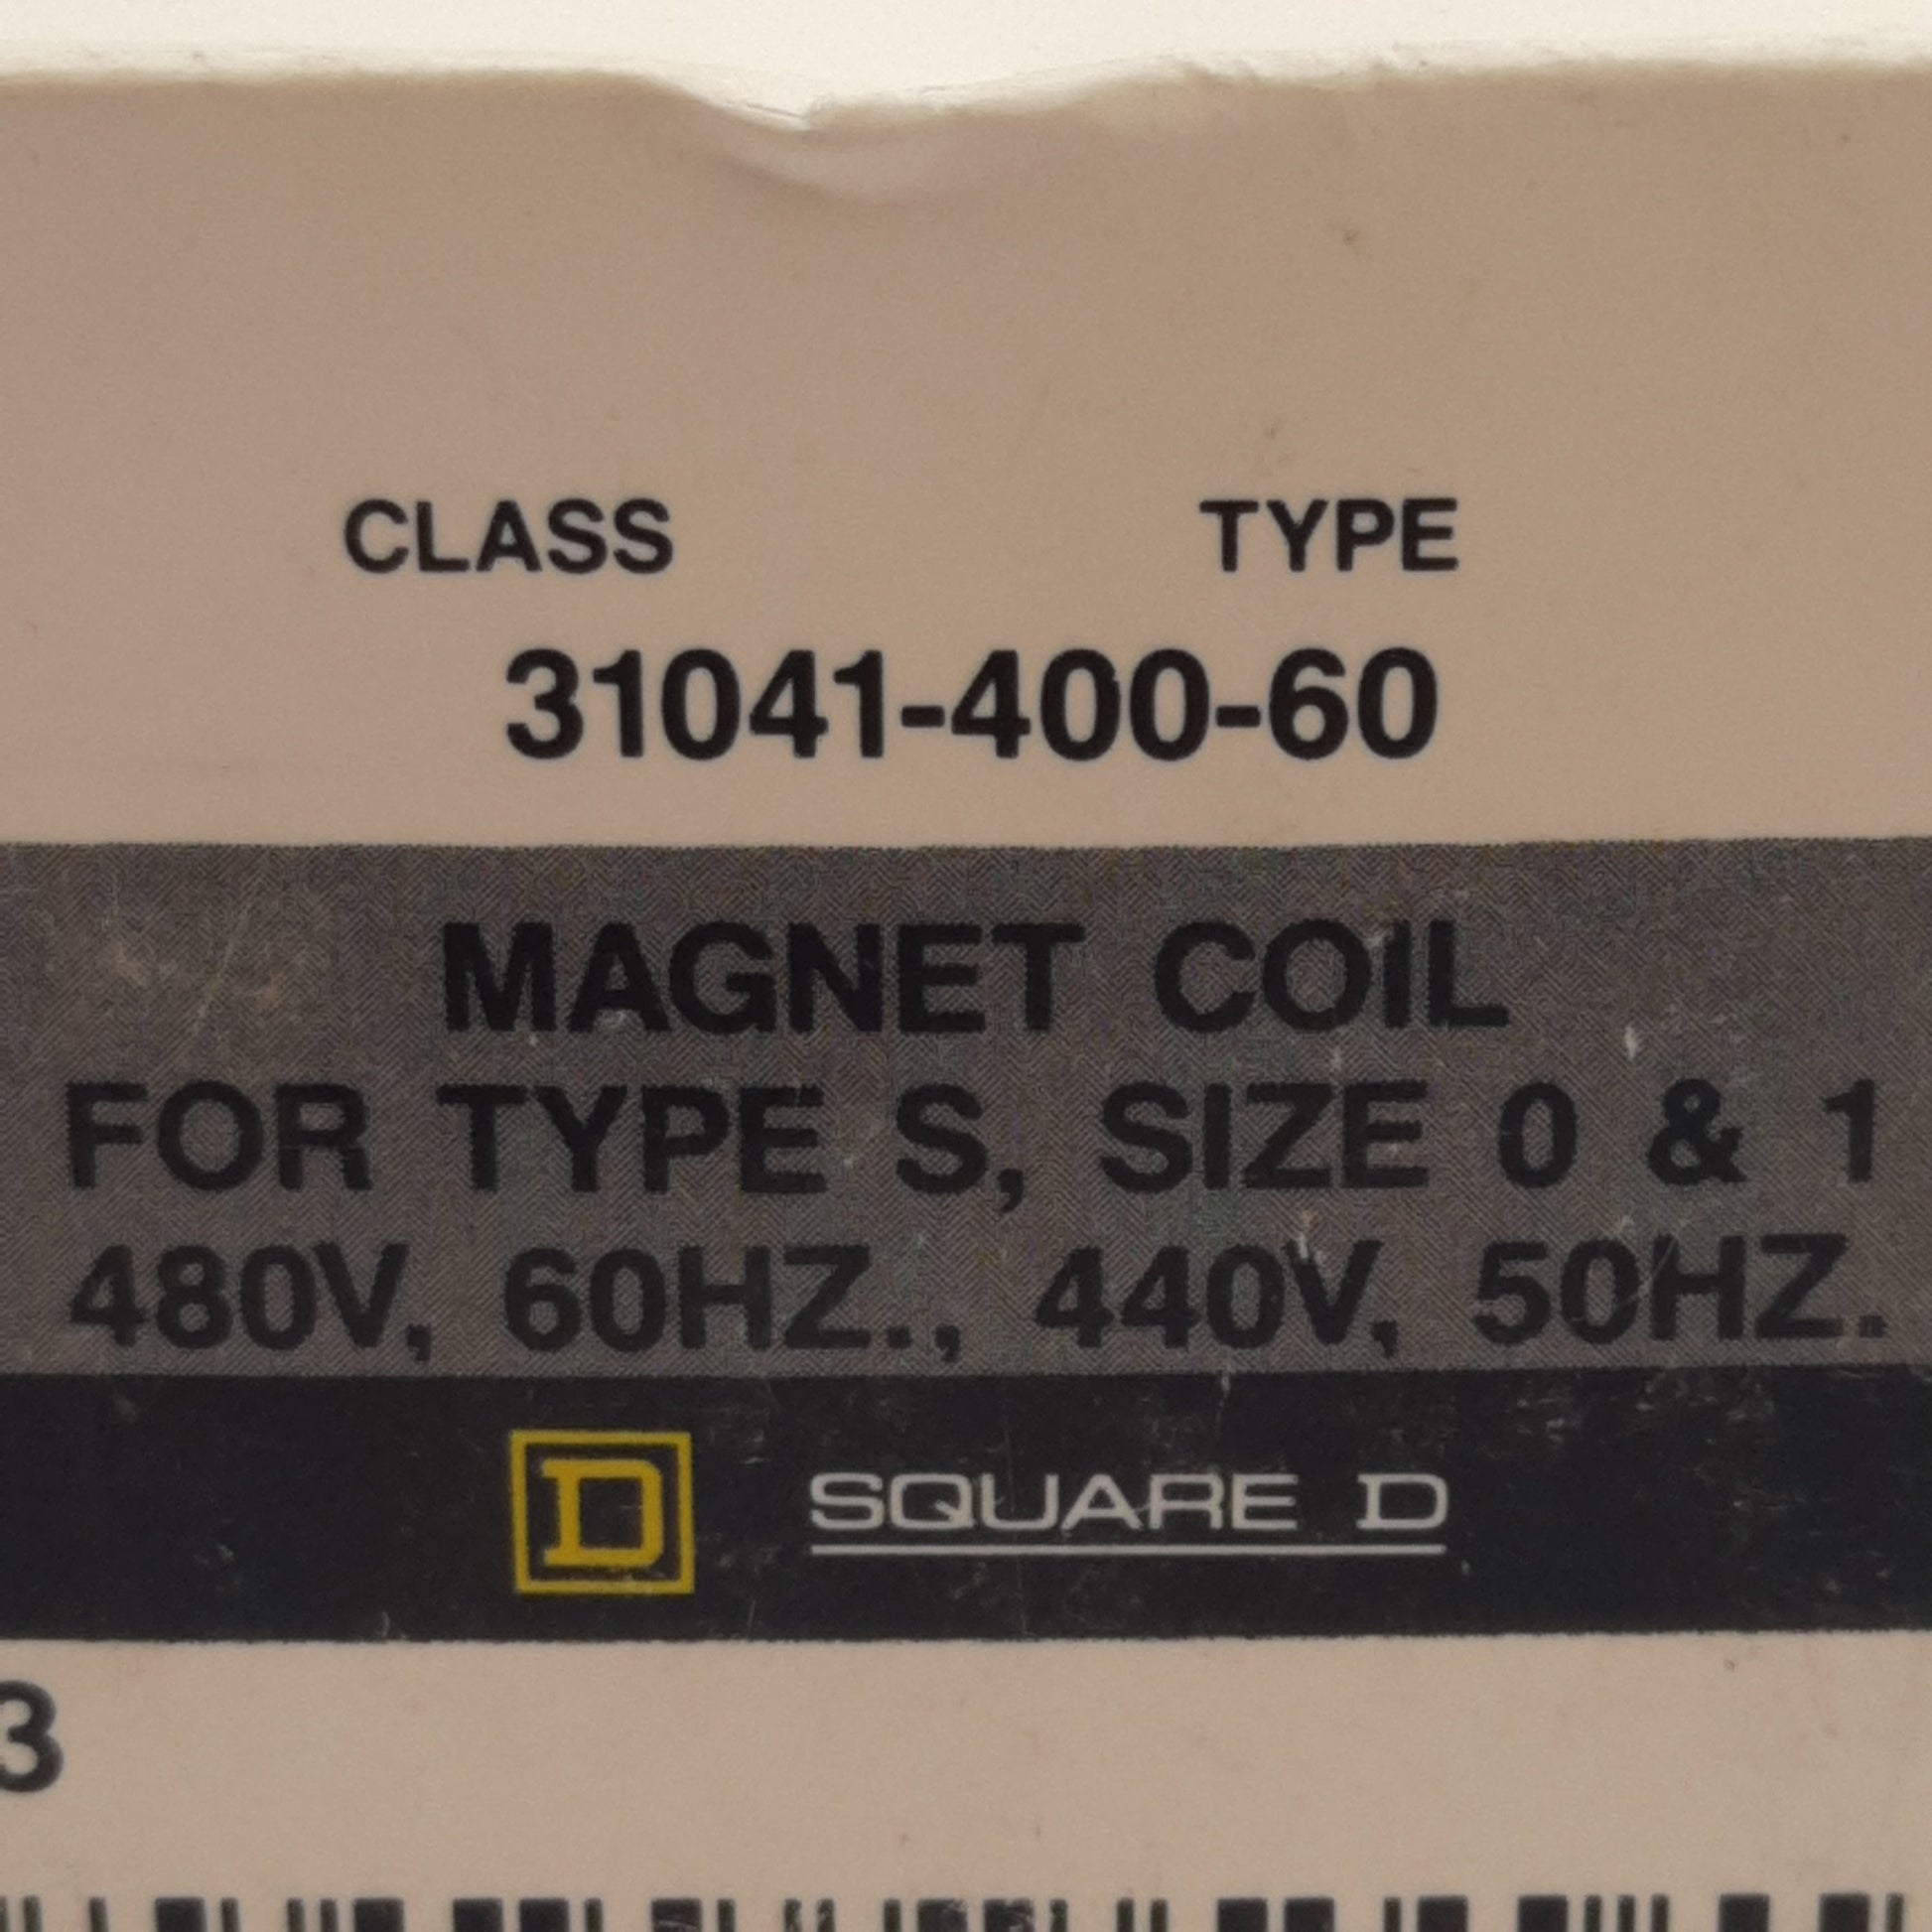 CLASS TYPE
31041-400-60
MAGNET COIL
FOR TYPE S, SIZE 0 & 1
480V, 60HZ., 440V, 50HZ.
D SQUARE D
3